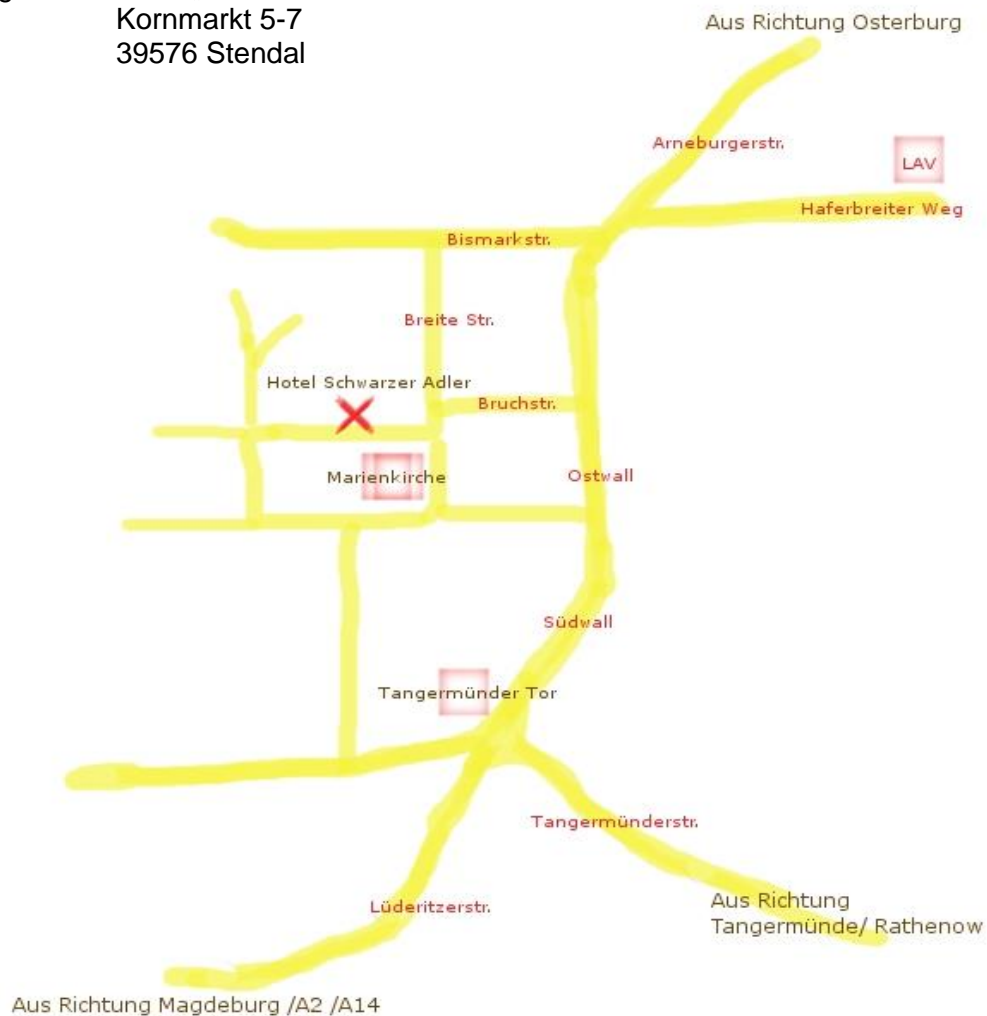 Kornmarkt 5-7
39576 Stendal
Aus Richtung Osterburg
Arneburgerstr.
LAV
Haferbreiter Weg
Bismarkstr.
Breite Str.
Hotel Schwarzer Adler
Bruchstr.
Marienkirche
Ostwall
Südwall
Tangermünder Tor
Tangermünderstr.
Lüderitzerstr.
Aus Richtung
Tangermünde/ Rathenow
Aus Richtung Magdeburg /A2 /A14